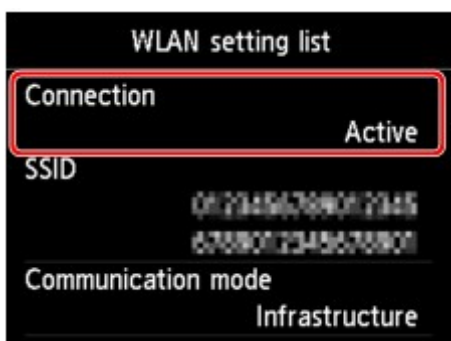 WLAN setting list
Connection
Active
SSID
Communication mode
Infrastructure